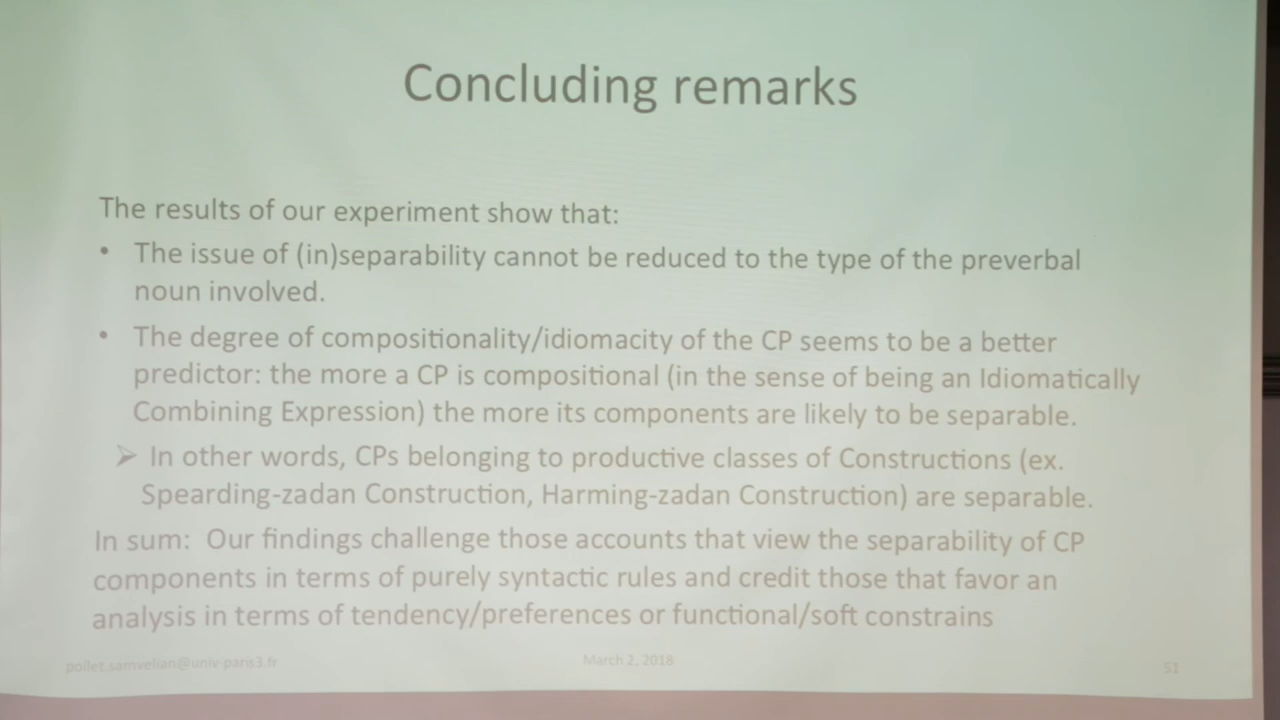 Concluding remarks
The results of our experiment show that:
• The issue of (in)separability cannot be reduced to the type of the preverbal
noun involved.
• The degree of compositionality/idiomacity of the CP seems to be a better
predictor: the more a CP is compositional (in the sense of being an Idiomatically
Combining Expression) the more its components are likely to be separable.
➢ In other words, CPs belonging to productive classes of Constructions (ex.
Spearding-zadan Construction, Harming-zadan Construction) are separable.
In sum: Our findings challenge those accounts that view the separability of CP
components in terms of purely syntactic rules and credit those that favor an
analysis in terms of tendency/preferences or functional/soft constrains
pollet.samvelian@univ-paris3.fr
March 2, 2018
51